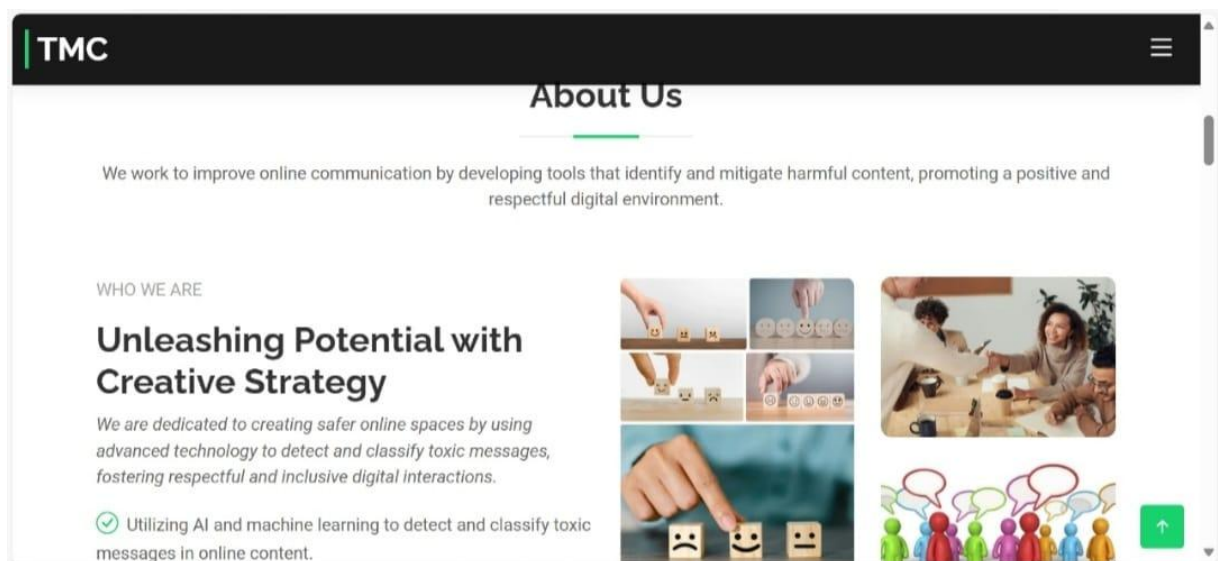 TMC
About Us
We work to improve online communication by developing tools that identify and mitigate harmful content, promoting a positive and
respectful digital environment.
WHO WE ARE
Unleashing Potential with
Creative Strategy
We are dedicated to creating safer online spaces by using
advanced technology to detect and classify toxic messages,
fostering respectful and inclusive digital interactions.
Utilizing AI and machine learning to detect and classify toxic
messages in online content.